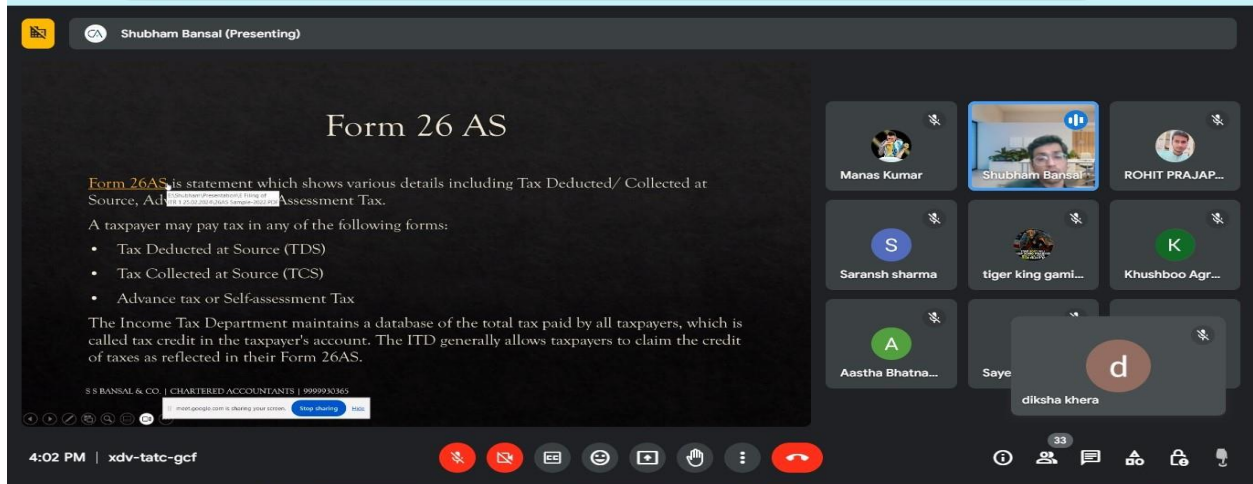 Shubham Bansal (Presenting)
Form 26 AS
Form 26AS is statement which shows various details including Tax Deducted/ Collected at
Source, Adv Assessment Tax.
A taxpayer may pay tax in any of the following forms:
• Tax Deducted at Source (TDS)
• Tax Collected at Source (TCS)
• Advance tax or Self-assessment Tax
The Income Tax Department maintains a database of the total tax paid by all taxpayers, which is
called tax credit in the taxpayer's account. The ITD generally allows taxpayers to claim the credit
of taxes as reflected in their Form 26AS.
S S BANSAL & CO. | CHARTERED ACCOUNTANTS | 9999930365
meet.google.com is sharing your screen. Stop sharing Hide
Manas Kumar
Shubham Bansal
ROHIT PRAJAP...
S
Saransh sharma
tiger king gami...
K
Khushboo Agr...
A
Aastha Bhatna...
Saye
d
diksha khera
4:02 PM | xdv-tatc-gcf
33